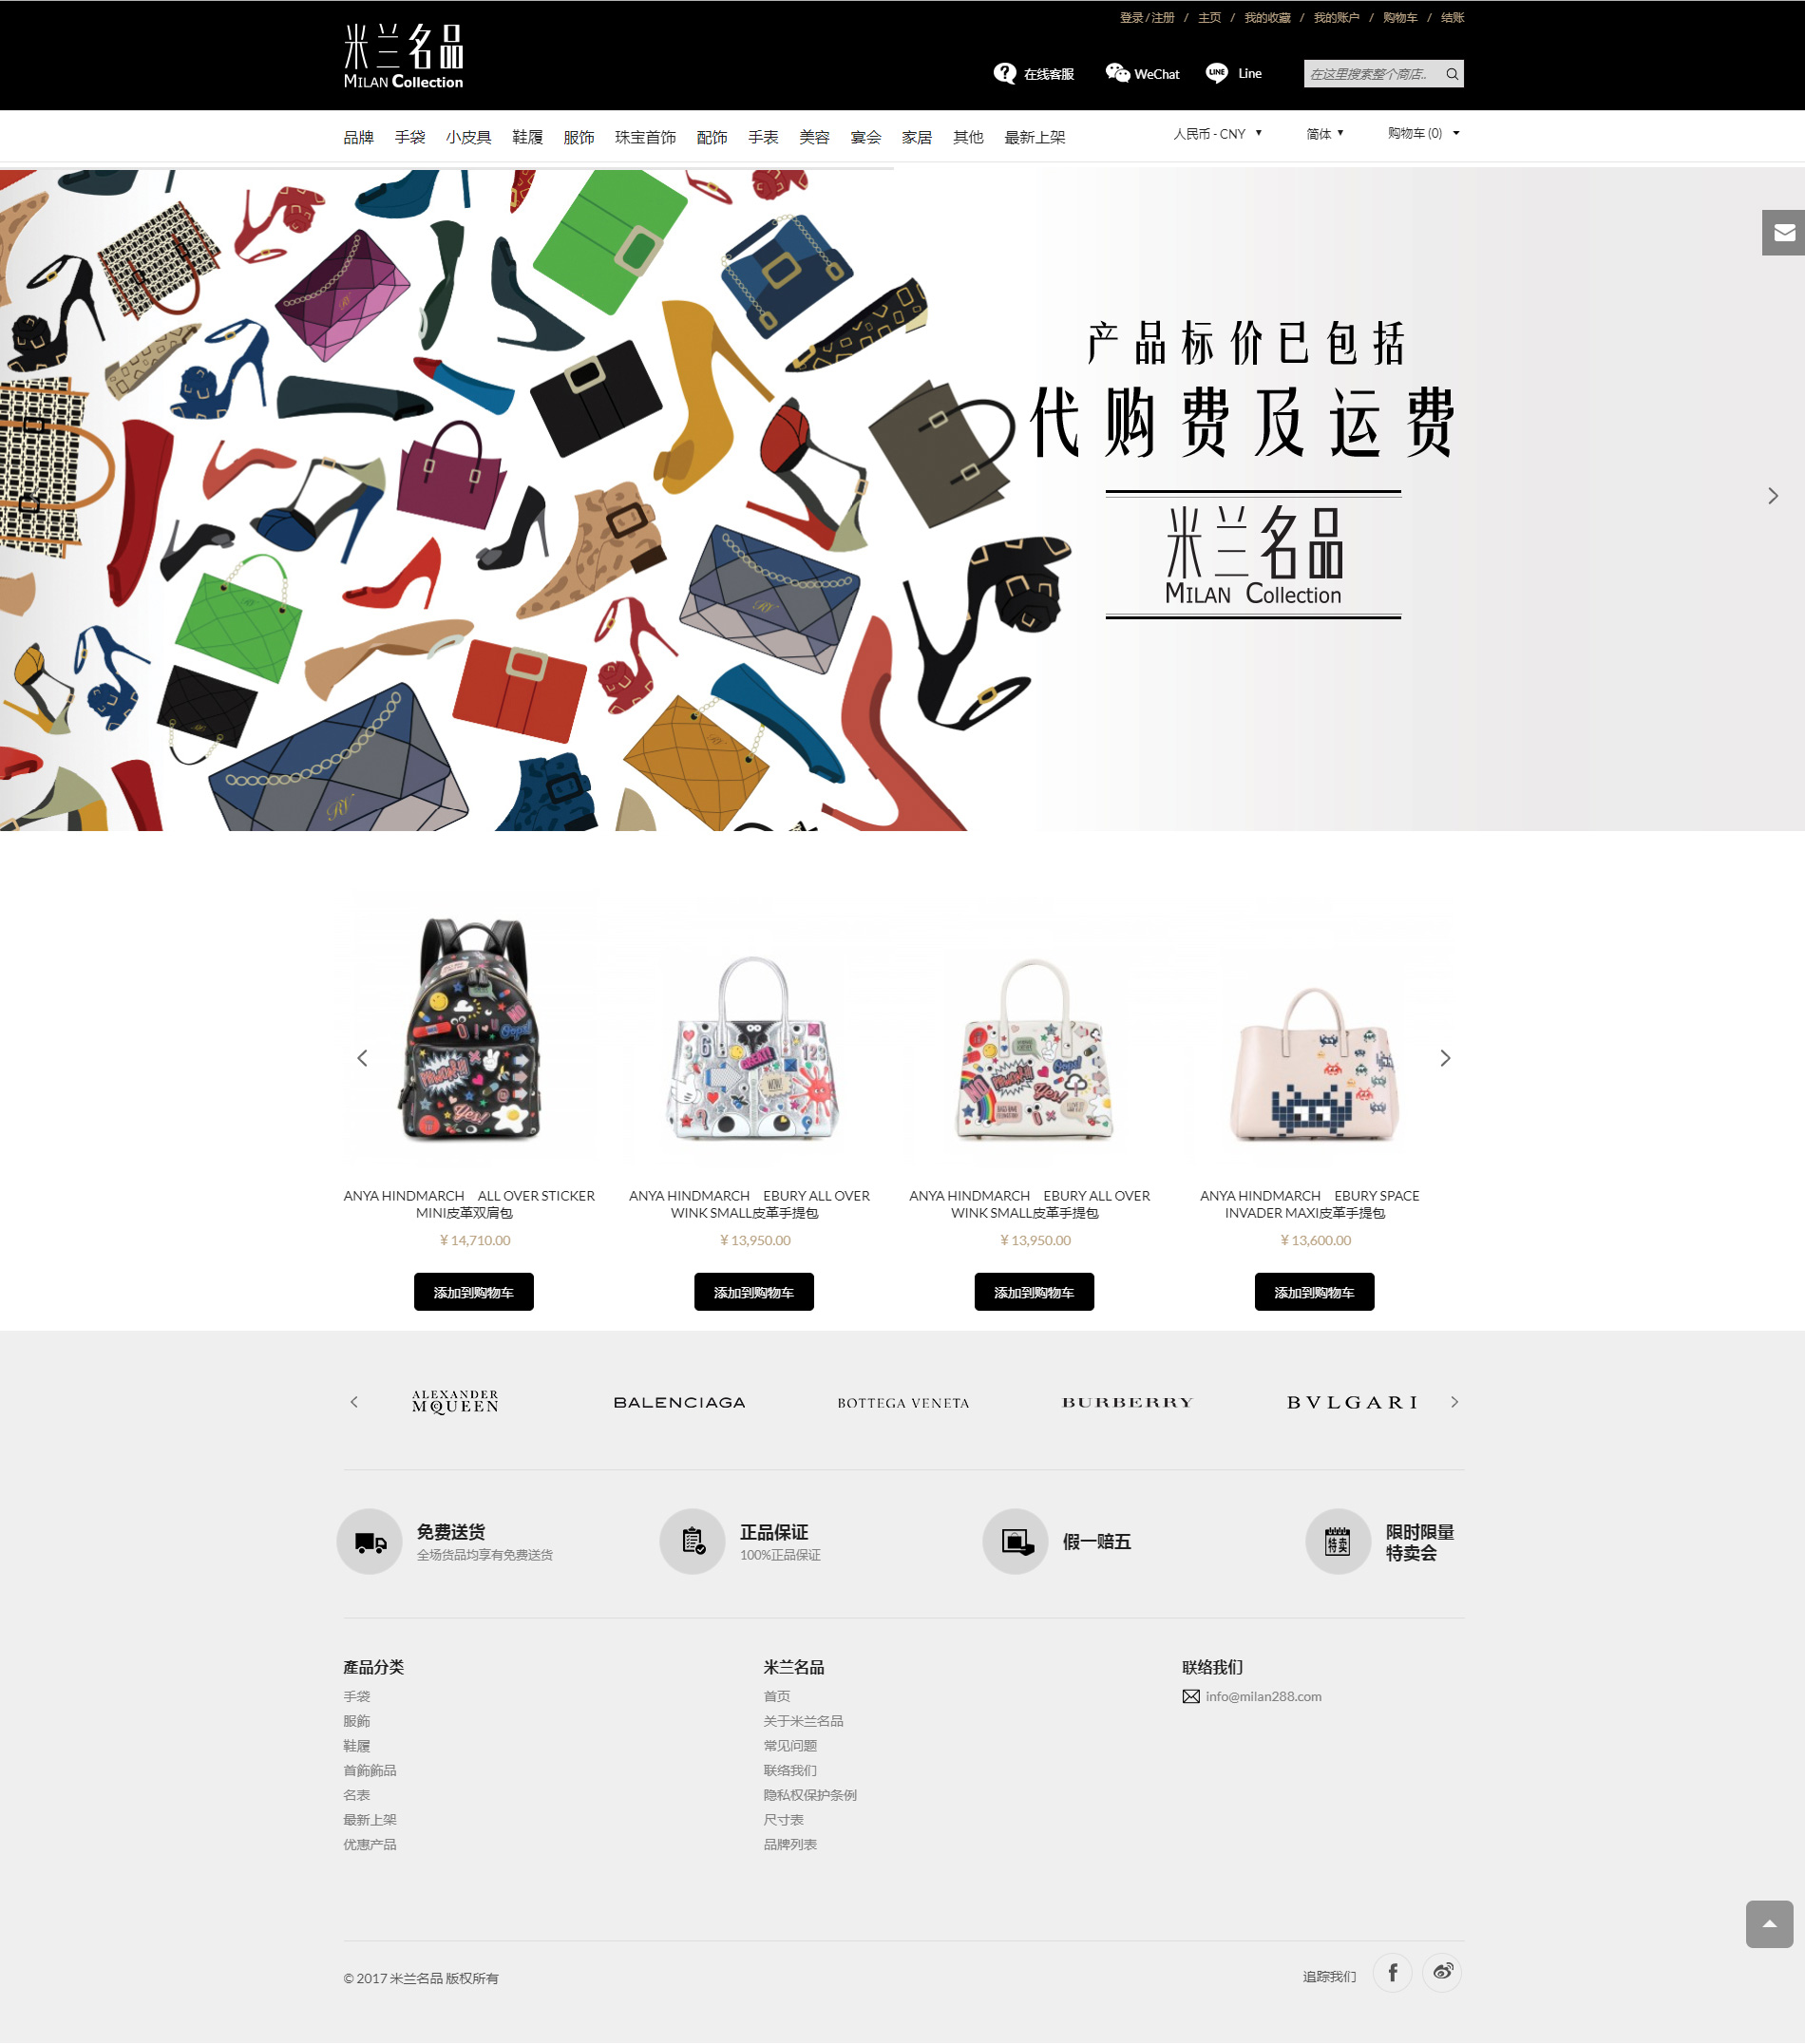 登录 / 注册 / 主页 / 我的收藏 / 我的账户 / 购物车 / 结账
米兰名品
MILAN Collection
在线客服 WeChat LINE Line 在这里搜索整个商店..
品牌 手袋 小皮具 鞋履 服饰 珠宝首饰 配饰 手表 美容 宴会 家居 其他 最新上架 人民币 - CNY 简体 购物车 (0)
产品标价已包括
代购费及运费
米兰名品
MILAN Collection
ANYA HINDMARCH ALL OVER STICKER MINI皮革双肩包
¥ 14,710.00
添加到购物车
ANYA HINDMARCH EBURY ALL OVER WINK SMALL皮革手提包
¥ 13,950.00
添加到购物车
ANYA HINDMARCH EBURY ALL OVER WINK SMALL皮革手提包
¥ 13,950.00
添加到购物车
ANYA HINDMARCH EBURY SPACE INVADER MAXI皮革手提包
¥ 13,600.00
添加到购物车
ALEXANDER MQUEEN
BALENCIAGA
BOTTEGA VENETA
BURBERRY
BVLGARI
免费送货
全场货品均享有免费送货
正品保证
100%正品保证
假一赔五
特卖
限时限量
特卖会
產品分类
手袋
服飾
鞋履
首飾飾品
名表
最新上架
优惠产品
米兰名品
首页
关于米兰名品
常见问题
联络我们
隐私权保护条例
尺寸表
品牌列表
联络我们
info@milan288.com
© 2017 米兰名品 版权所有
追踪我们